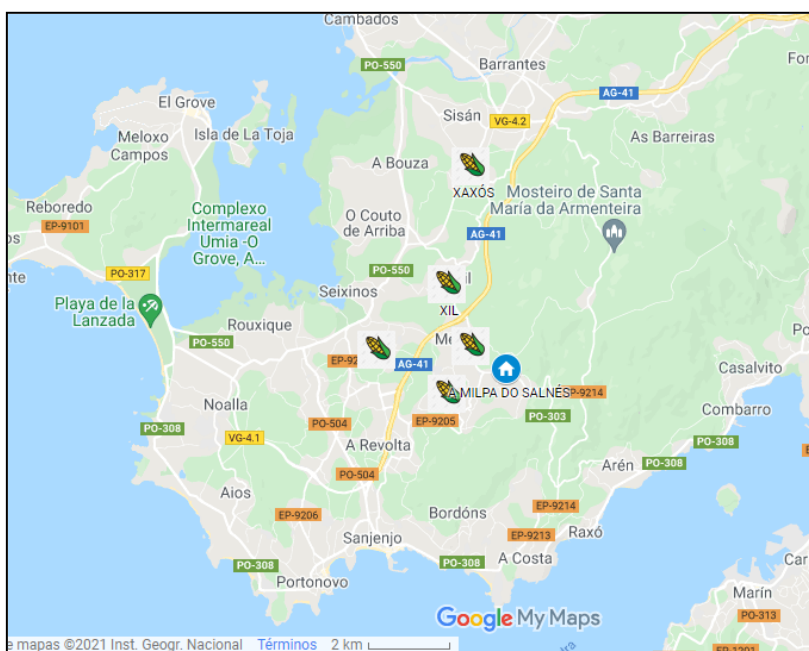 Cambados
Barrantes
PO-550
AG-41
El Grove
Sisán
VG-4.2
Isla de La Toja
Meloxo
Campos
As Barreiras
A Bouza
XAXÓS
Mosteiro de Santa
María da Armenteira
Reboredo
EP-9101
Complexo
Intermareal
Umia -O
Grove, A...
O Couto
de Arriba
AG-41
PO-317
PO-550
Seixinos
XIL
Playa de la
Lanzada
Rouxique
PO-550
AG-41
Casalvito
A MILPA DO SALNÉS
EP-9214
Noalla
Combarro
PO-308
PO-504
EP-9205
PO-303
VG-4.1
A Revolta
PO-308
Arén
PO-308
PO-504
Aios
EP-9206
EP-9214
Bordóns
Raxó
EP-9213
Sanjenjo
A Costa
PO-308
PO-308
Portonovo
Marín
PO-313
Google My Maps
e mapas ©2021 Inst. Geogr. Nacional
Términos
2 km
EP-1201